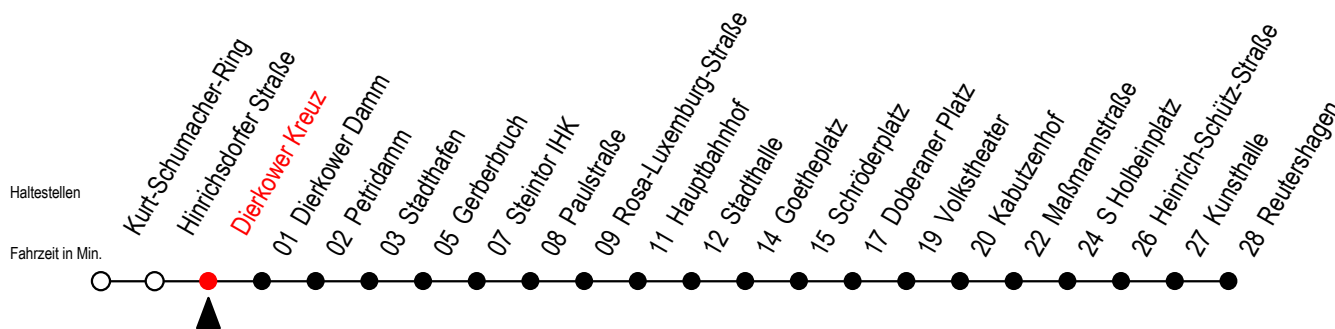 Haltestellen
Fahrzeit in Min.
Kurt-Schumacher-Ring
Hinrichsdorfer Straße
Dierkower Kreuz
01 Dierkower Damm
02 Petridamm
03 Stadthafen
05 Gerberbruch
07 Steintor IHK
08 Paulstraße
09 Rosa-Luxemburg-Straße
11 Hauptbahnhof
12 Stadthalle
14 Goetheplatz
15 Schröderplatz
17 Doberaner Platz
19 Volkstheater
20 Kabutzenhof
22 Maßmannstraße
24 S Holbeinplatz
26 Heinrich-Schütz-Straße
27 Kunsthalle
28 Reutershagen